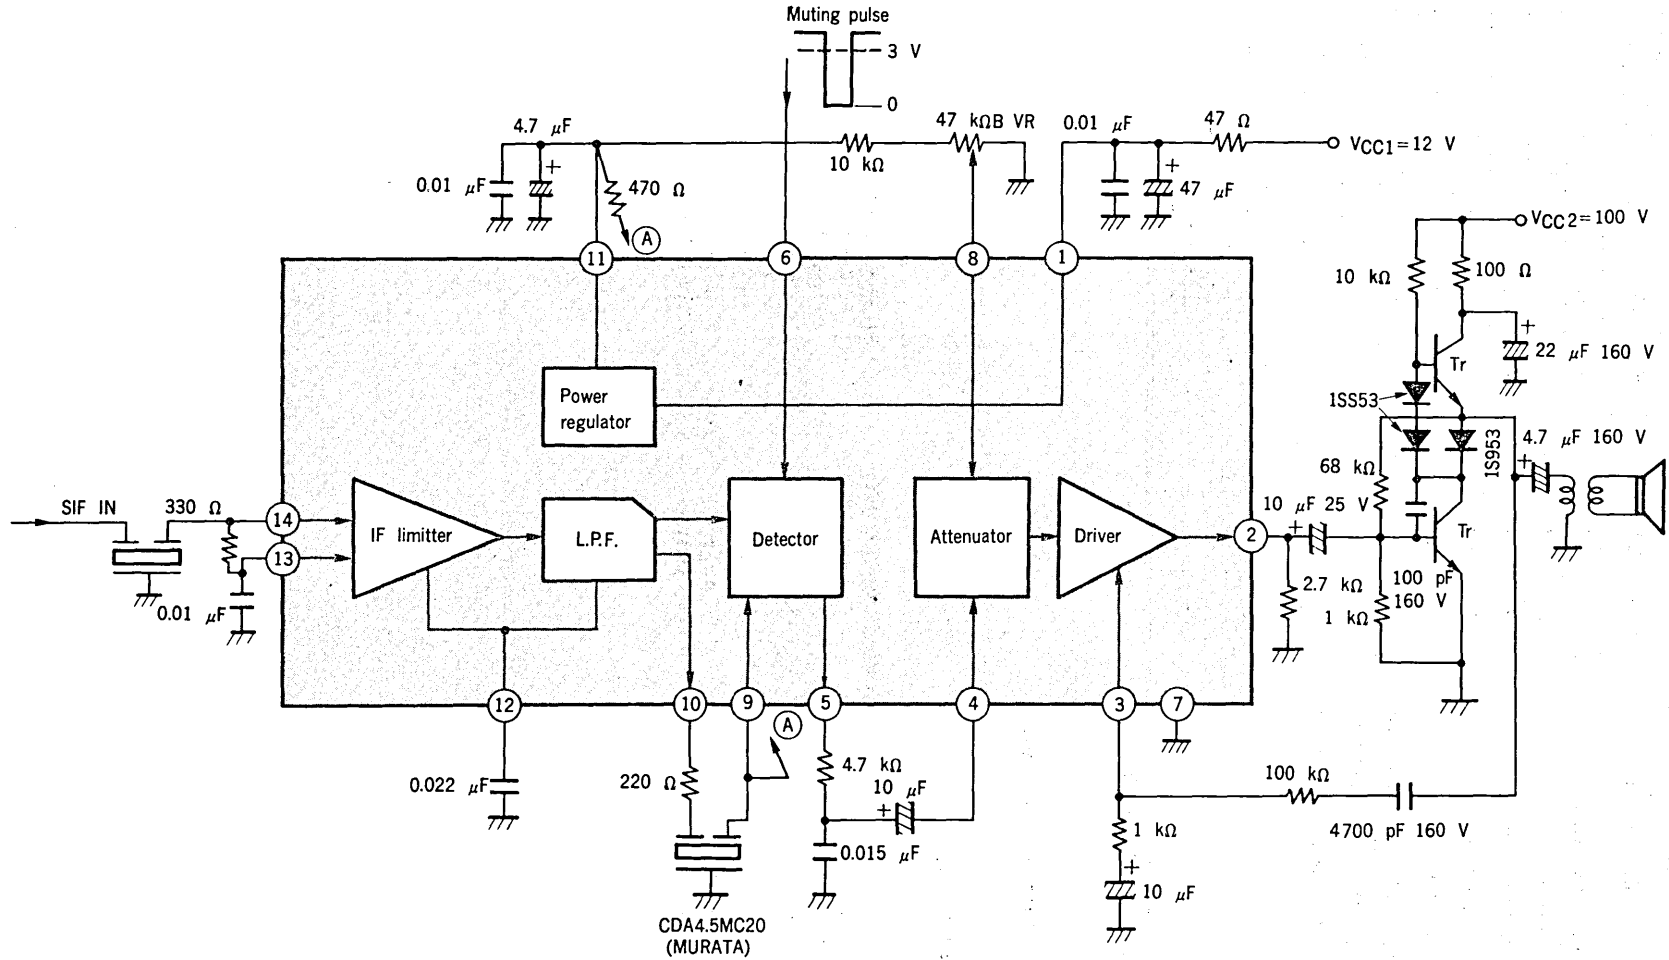 Muting pulse
3 V
0
4.7 μF
47 kΩB VR
0.01 μF
47 Ω
VCC1=12 V
10 kΩ
0.01 μF
470 Ω
47 μF
A
VCC2=100 V
11
6
8
1
10 kΩ
100 Ω
Tr
22 μF 160 V
Power
regulator
1SS53
1S953
4.7 μF 160 V
68 kΩ
SIF IN
330 Ω
14
10 μF 25 V
IF limitter
L.P.F.
Detector
Attenuator
Driver
2
Tr
13
2.7 kΩ
100 pF
160 V
0.01 μF
1 kΩ
12
10
9
5
4
3
7
A
0.022 μF
220 Ω
4.7 kΩ
10 μF
100 kΩ
4700 pF 160 V
1 kΩ
0.015 μF
10 μF
CDA4.5MC20
(MURATA)